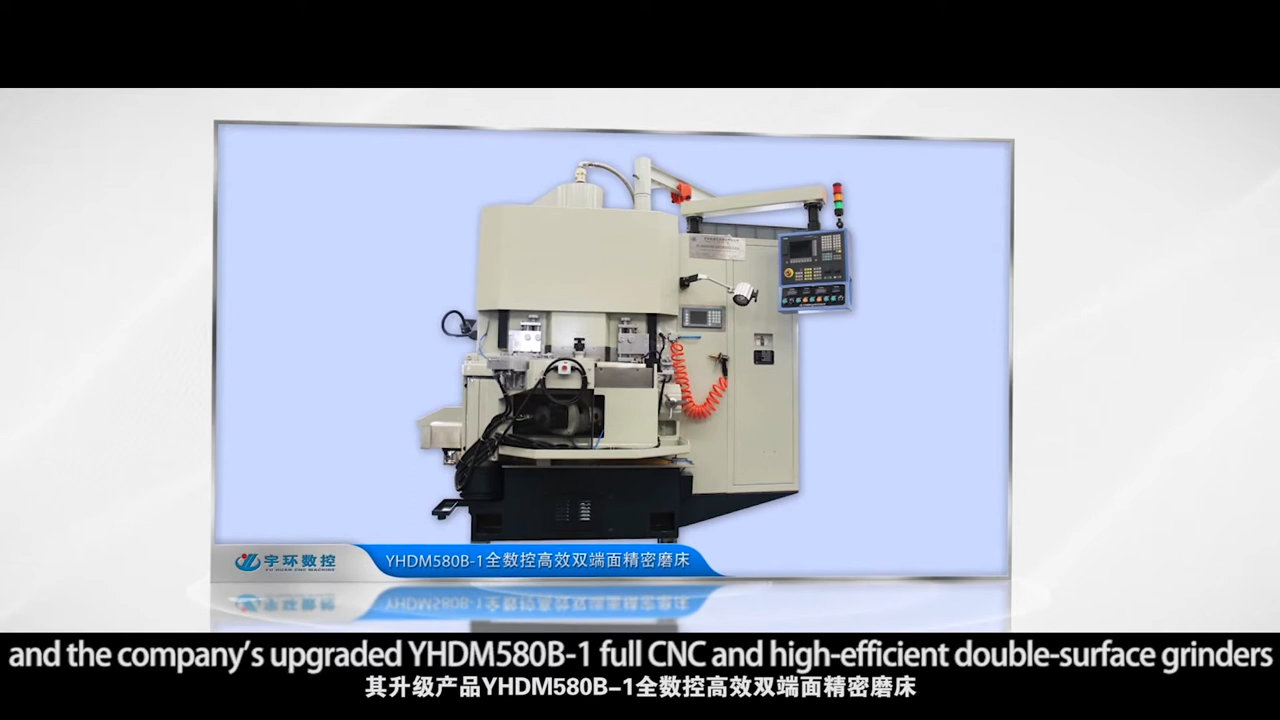 宇环数控
YU HUAN CNC MACHINE
YHDM580B-1全数控高效双端面精密磨床
and the company's upgraded YHDM580B-1 full CNC and high-efficient double-surface grinders
其升级产品YHDM580B-1全数控高效双端面精密磨床